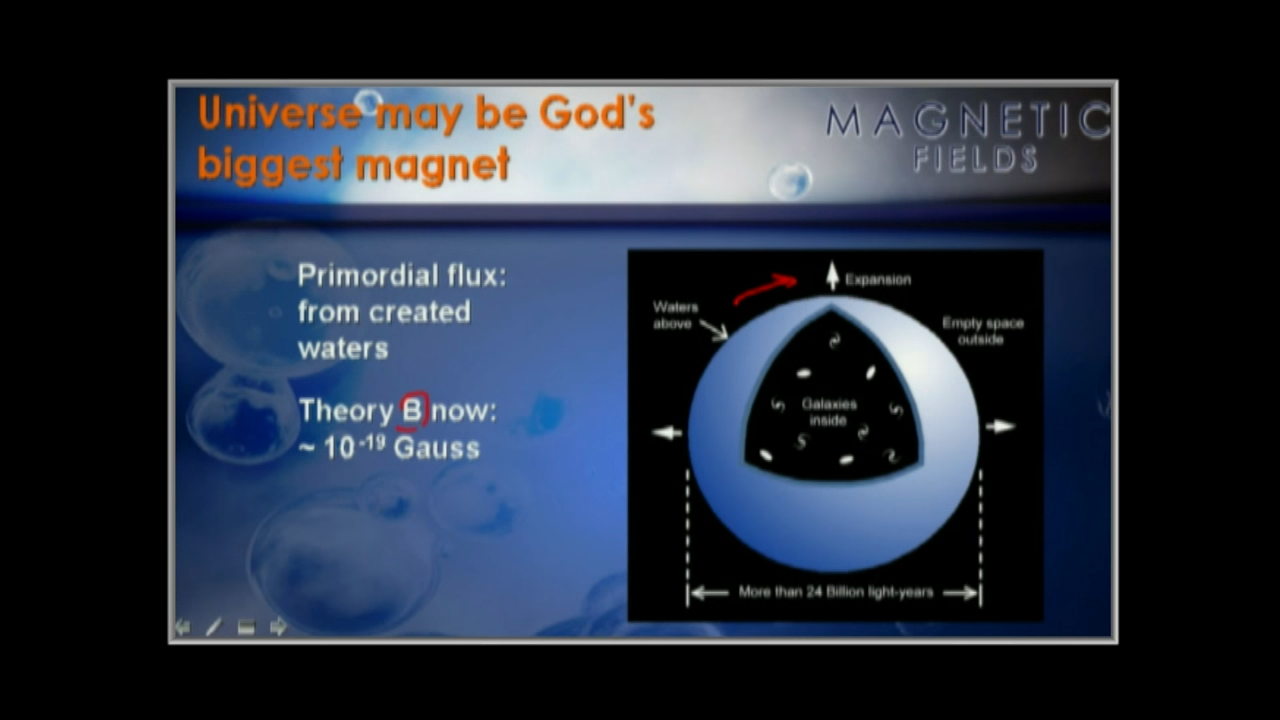 Universe may be God's
biggest magnet
MAGNETIC
FIELDS
Primordial flux:
from created
waters
Theory B now:
~ 10⁻¹⁹ Gauss
Expansion
Waters
above
Empty space
outside
Galaxies
inside
More than 24 Billion light-years